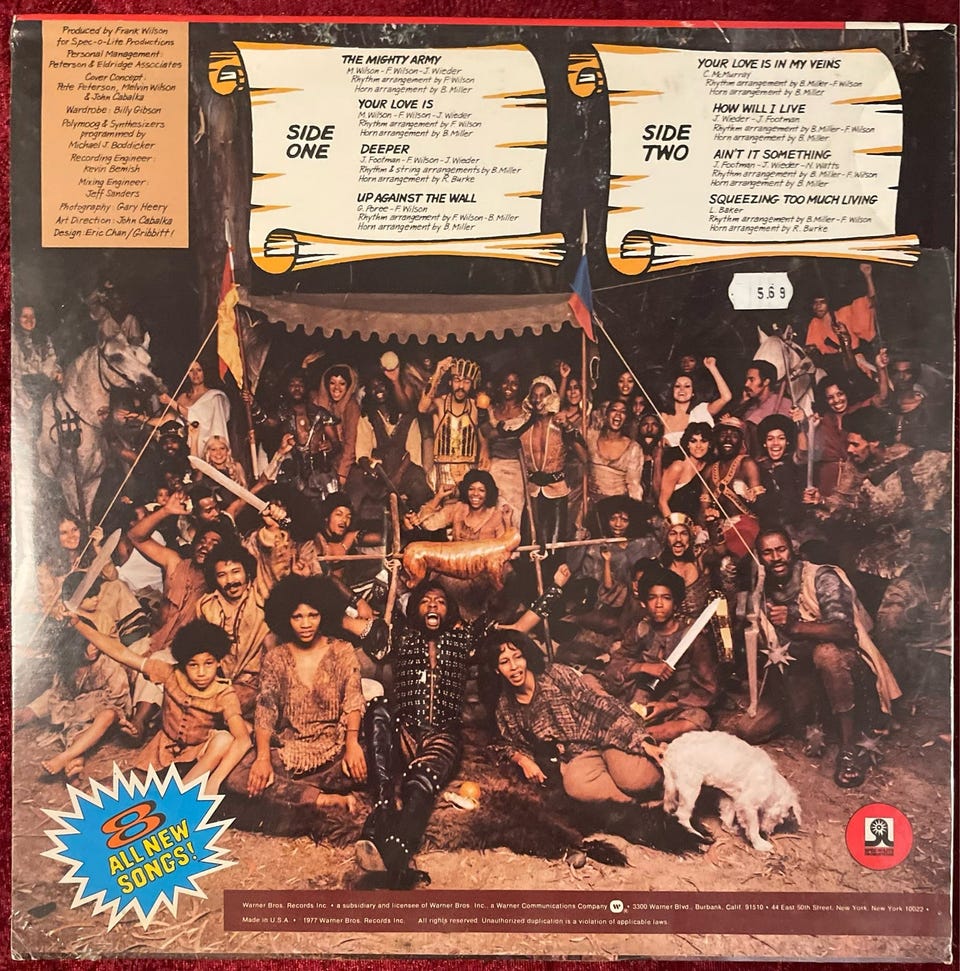 Produced by Frank Wilson
for Spec-o-Lite Productions
Personal Management:
Peterson & Eldridge Associates
Cover Concept:
Pete Peterson, Melvin Wilson
& John Cabalka
Wardrobe: Billy Gibson
Polymoog & Synthesizers
programmed by
Michael J. Boddicker
Recording Engineer:
Kevin Bemish
Mixing Engineer:
Jeff Sanders
Photography: Gary Heery
Art Direction: John Cabalka
Design: Eric Chan/Gribbitt!
SIDE
ONE
THE MIGHTY ARMY
M. Wilson - F. Wilson - J. Wieder
Rhythm arrangement by F. Wilson
Horn arrangement by B. Miller
YOUR LOVE IS
M. Wilson - F. Wilson - J. Wieder
Rhythm arrangement by F. Wilson
Horn arrangement by B. Miller
DEEPER
J. Footman - F. Wilson - J. Wieder
Rhythm & string arrangements by B. Miller
Horn arrangement by R. Burke
UP AGAINST THE WALL
G. Peree - F. Wilson
Rhythm arrangement by F. Wilson - B. Miller
Horn arrangement by B. Miller
SIDE
TWO
YOUR LOVE IS IN MY VEINS
C. McMurray
Rhythm arrangement by B. Miller - F. Wilson
Horn arrangement by B. Miller
HOW WILL I LIVE
J. Wieder - J. Footman
Rhythm arrangement by B. Miller - F. Wilson
Horn arrangement by B. Miller
AIN'T IT SOMETHING
J. Footman - J. Wieder - N. Watts
Rhythm arrangement by B. Miller - F. Wilson
Horn arrangement by B. Miller
SQUEEZING TOO MUCH LIVING
L. Baker
Rhythm arrangement by B. Miller - F. Wilson
Horn arrangement by R. Burke
5.69
8
ALL NEW
SONGS!
Warner Bros. Records Inc. • a subsidiary and licensee of Warner Bros. Inc., a Warner Communications Company • 3300 Warner Blvd., Burbank, Calif. 91510 • 44 East 50th Street, New York, New York 10022 •
Made in U.S.A. • 1977 Warner Bros. Records Inc. All rights reserved. Unauthorized duplication is a violation of applicable laws.